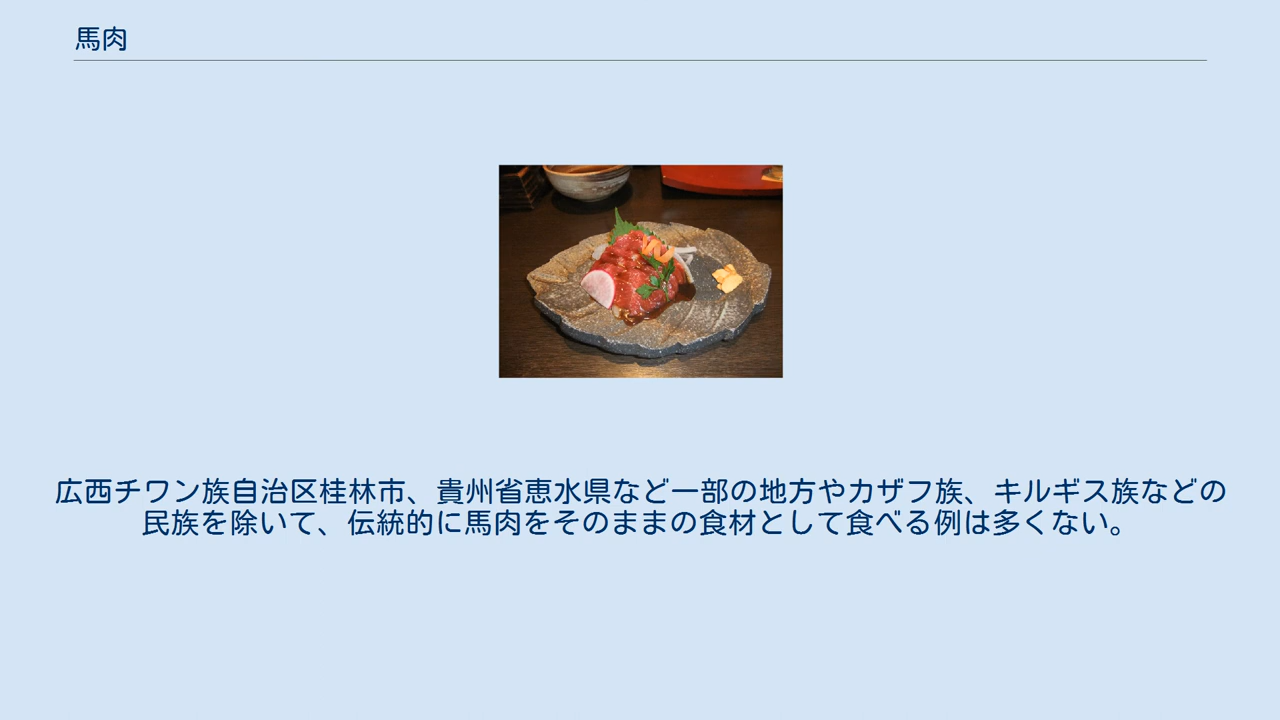 馬肉
広西チワン族自治区桂林市、貴州省恵水県など一部の地方やカザフ族、キルギス族などの
民族を除いて、伝統的に馬肉をそのままの食材として食べる例は多くない。